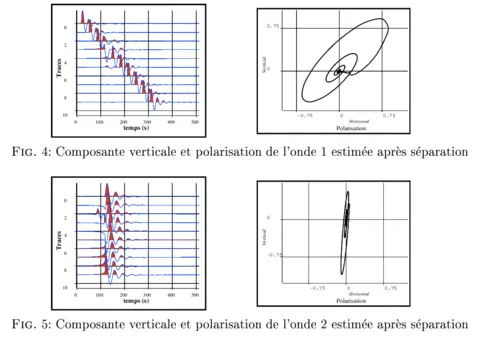 0
2
4
6
8
10
Traces
0 100 200 300 400 500
temps (s)
0.75
0
Vertical
-0.75 0 0.75
Horizontal
Polarisation
FIG. 4: Composante verticale et polarisation de l'onde 1 estimée après séparation
0
2
4
6
8
10
Traces
0 100 200 300 400 500
temps (s)
0
-0.75
Vertical
-0.75 0 0.75
Horizontal
Polarisation
FIG. 5: Composante verticale et polarisation de l'onde 2 estimée après séparation